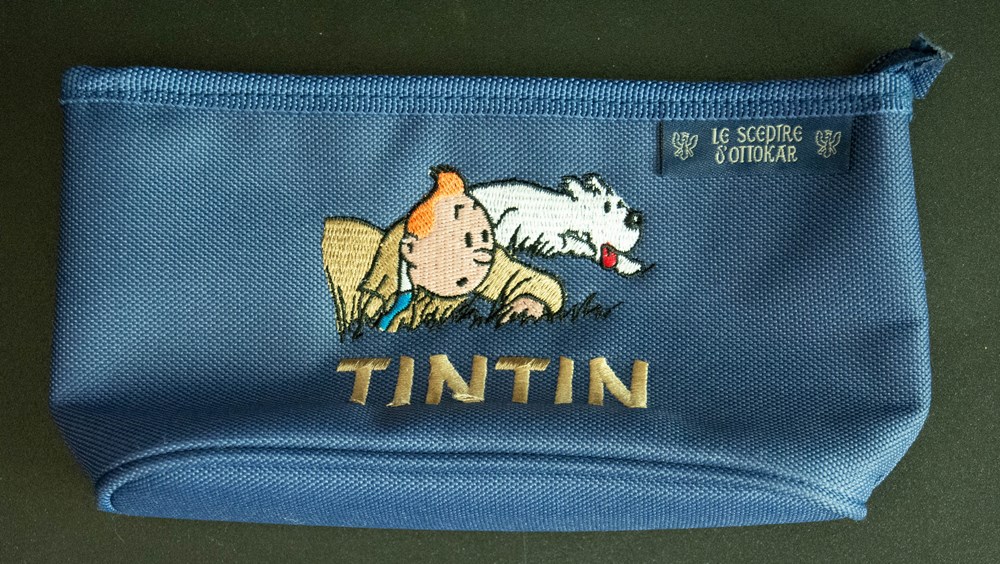 LE SCEPTRE
D'OTTOKAR
TINTIN